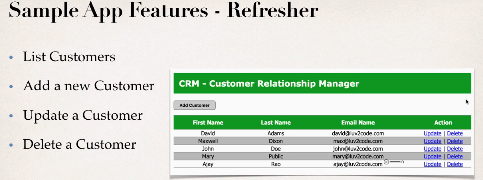 Sample App Features - Refresher
• List Customers
• Add a new Customer
• Update a Customer
• Delete a Customer
CRM - Customer Relationship Manager
Add Customer
First Name Last Name Email Name Action
David Adams david@luv2code.com Update | Delete
Maxwell Dixon max@luv2code.com Update | Delete
John Doe john@luv2code.com Update | Delete
Mary Public mary@luv2code.com Update | Delete
Ajay Rao ajay@luv2code.com Update | Delete